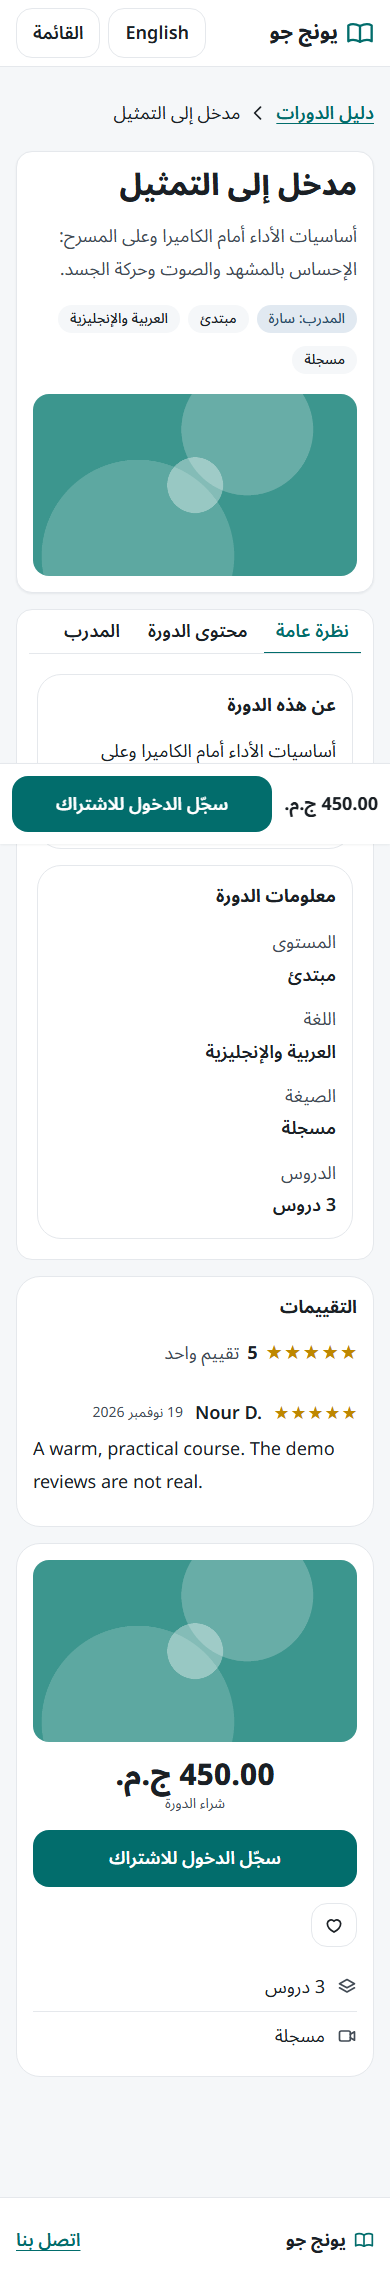 يونج جو
English
القائمة
دليل الدورات
مدخل إلى التمثيل
مدخل إلى التمثيل
أساسيات الأداء أمام الكاميرا وعلى المسرح:
الإحساس بالمشهد والصوت وحركة الجسد.
المدرب: سارة
مبتدئ
العربية والإنجليزية
مسجلة
نظرة عامة
محتوى الدورة
المدرب
عن هذه الدورة
أساسيات الأداء أمام الكاميرا وعلى
450.00 ج.م.
سجّل الدخول للاشتراك
معلومات الدورة
المستوى
مبتدئ
اللغة
العربية والإنجليزية
الصيغة
مسجلة
الدروس
3 دروس
التقييمات
★★★★★ 5 تقييم واحد
★★★★★ Nour D. 19 نوفمبر 2026
A warm, practical course. The demo
reviews are not real.
450.00 ج.م.
شراء الدورة
سجّل الدخول للاشتراك
3 دروس
مسجلة
يونج جو
اتصل بنا